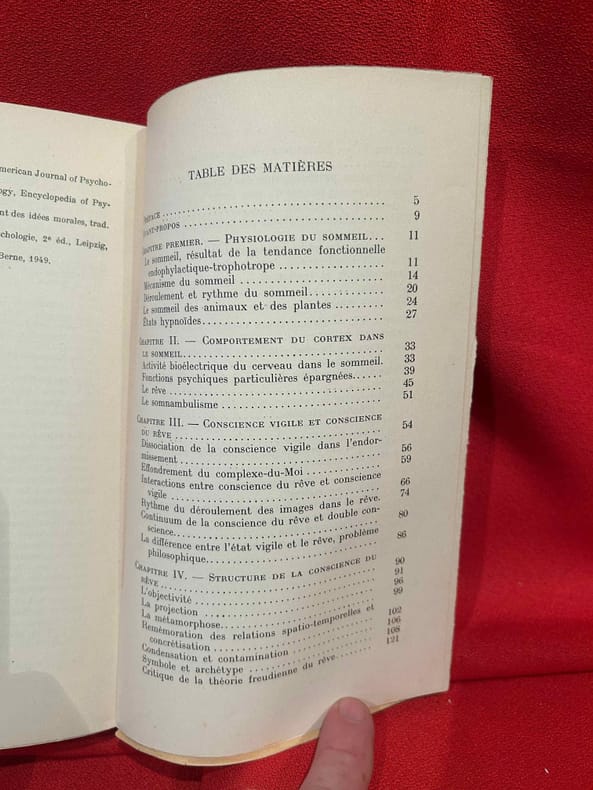 merican Journal of Psycho-
ogy, Encyclopedia of Psy-
nt des idées morales, trad.
chologie, 2e éd., Leipzig,
Berne, 1949.
TABLE DES MATIÈRES
PRÉFACE 5
AVANT-PROPOS 9
CHAPITRE PREMIER. — PHYSIOLOGIE DU SOMMEIL... 11
Le sommeil, résultat de la tendance fonctionnelle
endophylactique-trophotrope 11
Mécanisme du sommeil 14
Déroulement et rythme du sommeil 20
Le sommeil des animaux et des plantes 24
États hypnoïdes 27
CHAPITRE II. — COMPORTEMENT DU CORTEX DANS
LE SOMMEIL 33
Activité bioélectrique du cerveau dans le sommeil. 33
Fonctions psychiques particulières épargnées 39
Le rêve 45
Le somnambulisme 51
CHAPITRE III. — CONSCIENCE VIGILE ET CONSCIENCE
DU RÊVE 54
Dissociation de la conscience vigile dans l'endor-
missement 56
Effondrement du complexe-du-Moi 59
Interactions entre conscience du rêve et conscience
vigile 66
Rythme du déroulement des images dans le rêve. 74
Continuum de la conscience du rêve et double con-
science 80
La différence entre l'état vigile et le rêve, problème
philosophique 86
CHAPITRE IV. — STRUCTURE DE LA CONSCIENCE DU
RÊVE 90
L'objectivité 91
La projection 96
La métamorphose 99
Remémoration des relations spatio-temporelles et
concrétisation 102
Condensation et contamination 106
Symbole et archétype 108
Critique de la théorie freudienne du rêve 121